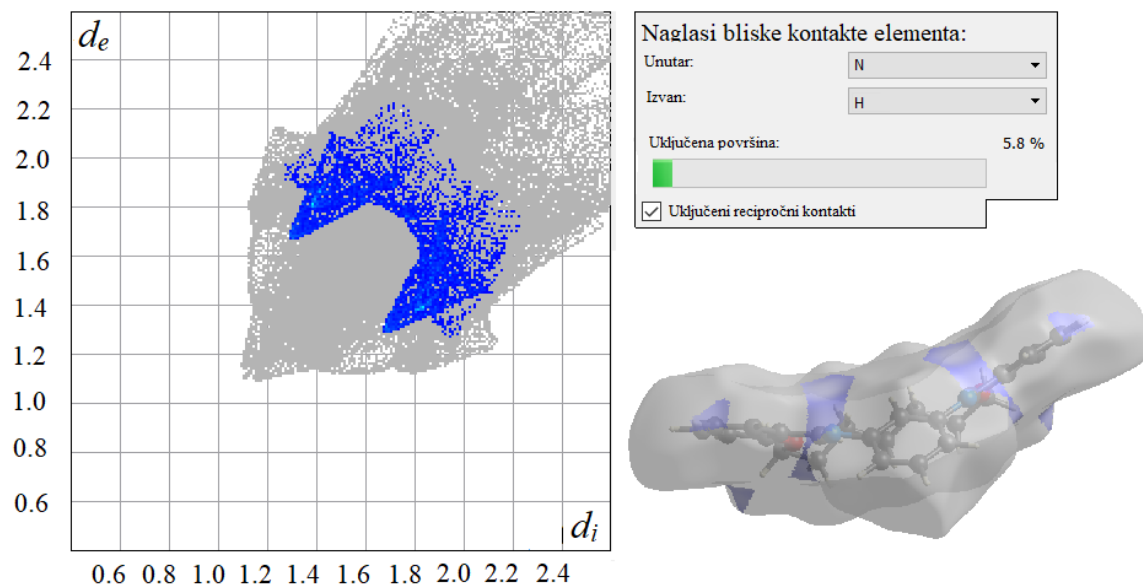 d_e
2.4
2.2
2.0
1.8
1.6
1.4
1.2
1.0
0.8
0.6
d_i
0.6 0.8 1.0 1.2 1.4 1.6 1.8 2.0 2.2 2.4
Naglasi bliske kontakte elementa:
Unutar: N
Izvan: H
Uključena površina: 5.8 %
Uključeni recipročni kontakti